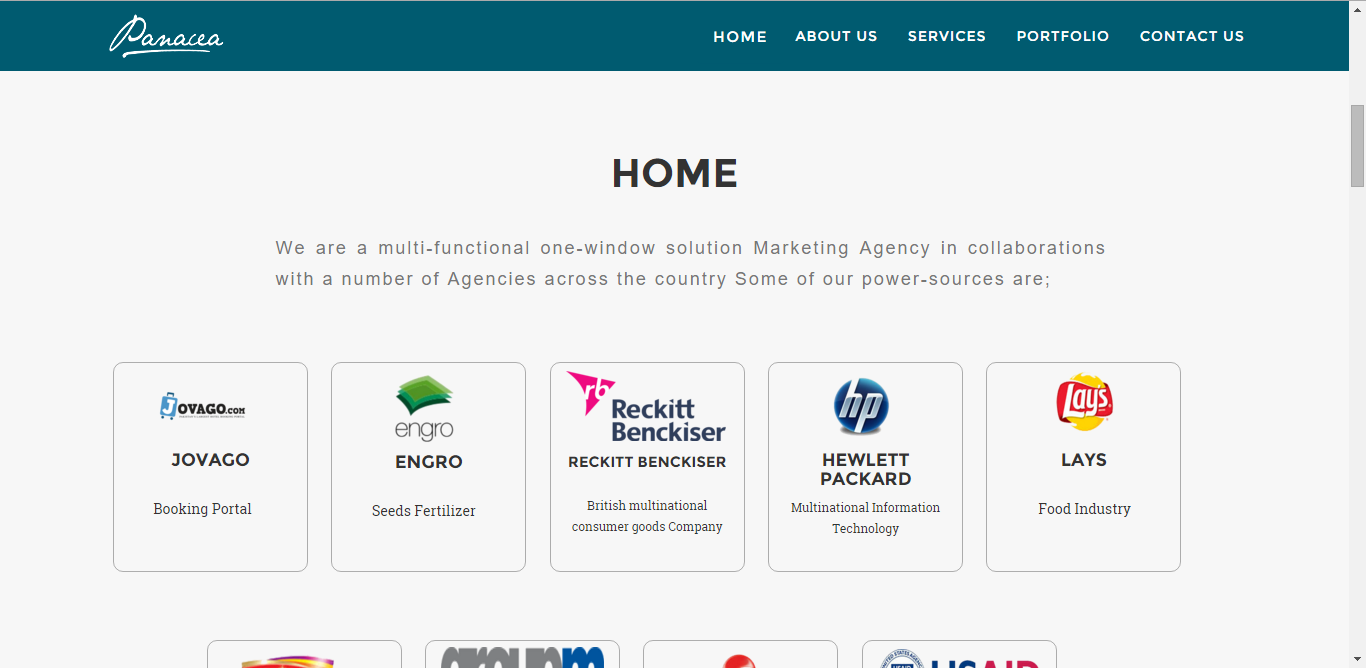 Panacea
HOME ABOUT US SERVICES PORTFOLIO CONTACT US
HOME
We are a multi-functional one-window solution Marketing Agency in collaborations
with a number of Agencies across the country Some of our power-sources are;
JOVAGO.COM
JOVAGO
Booking Portal
engro
ENGRO
Seeds Fertilizer
rb
Reckitt
Benckiser
RECKITT BENCKISER
British multinational
consumer goods Company
hp
HEWLETT
PACKARD
Multinational Information
Technology
Lay's
LAYS
Food Industry
groupm
USAID